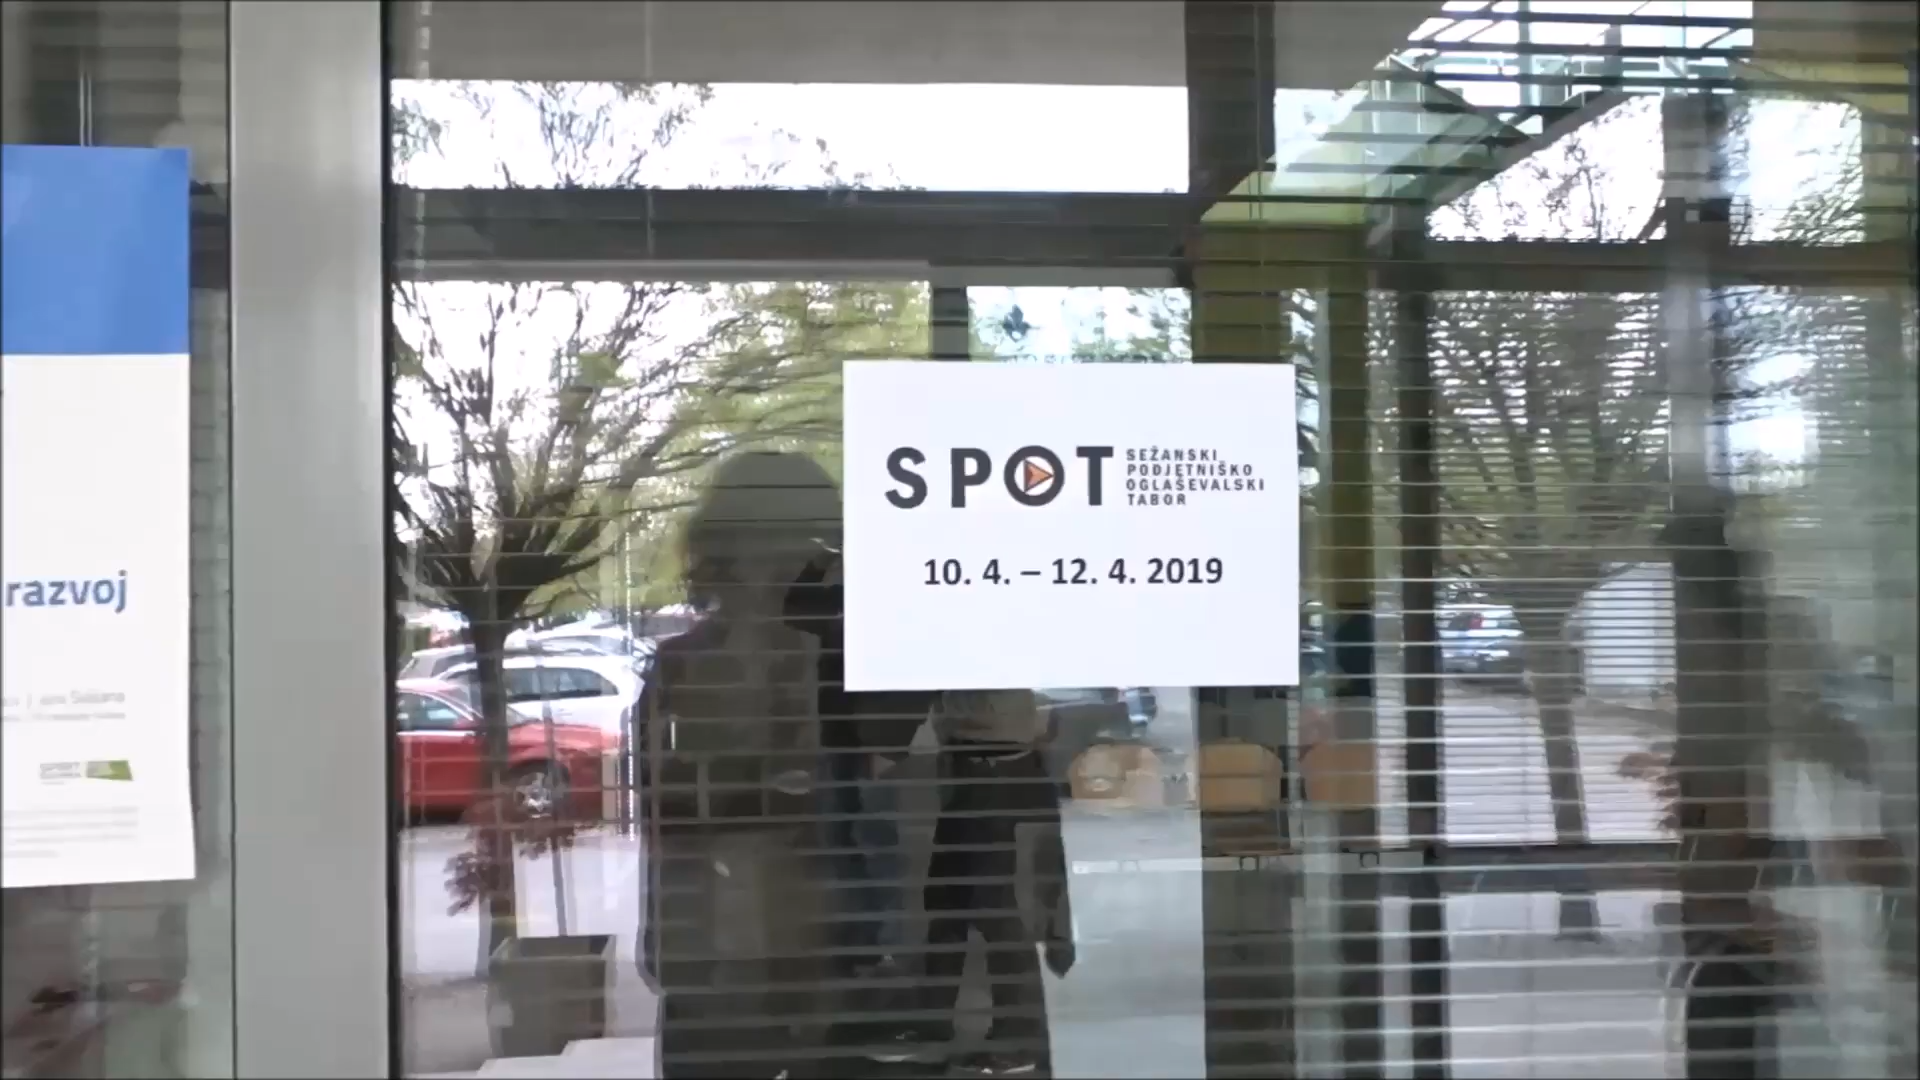 razvoj
SPOT
SEŽANSKI
PODJETNIŠKO
OGLAŠEVALSKI
TABOR
10. 4. – 12. 4. 2019